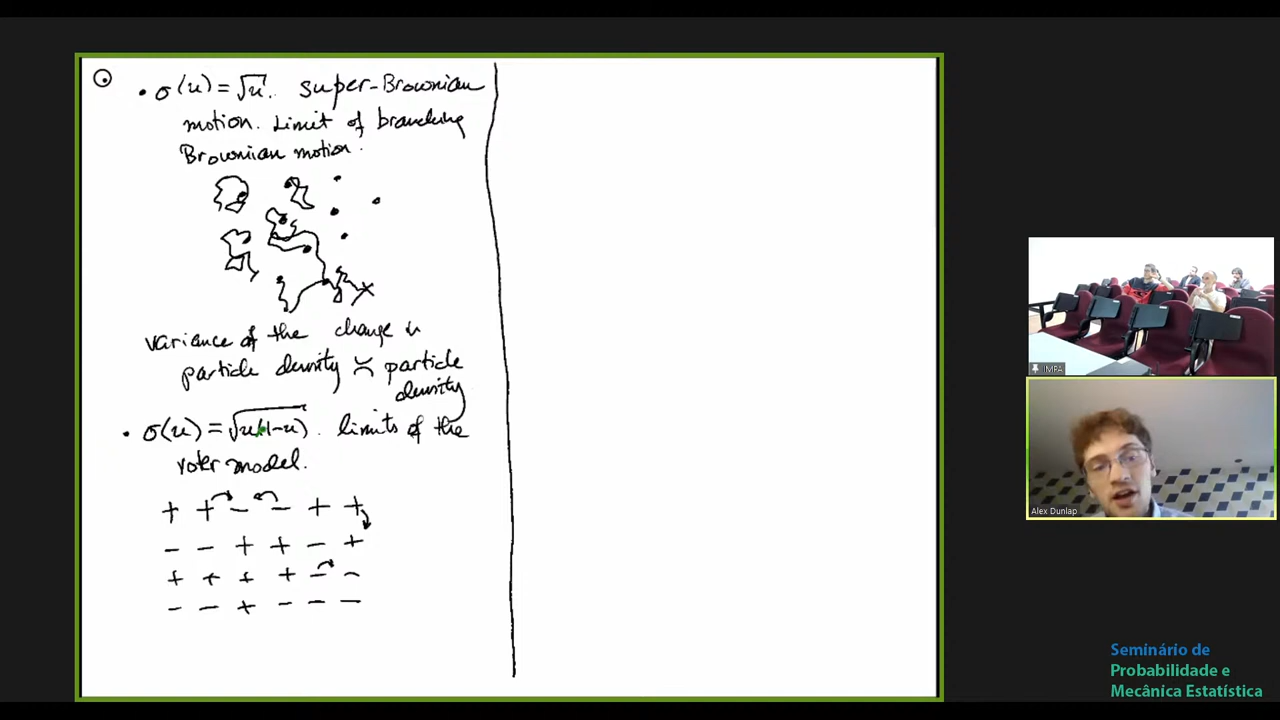 • σ(u) = √u. super-Brownian
motion. Limit of branching
Brownian motion.
variance of the change in
particle density ≍ particle
density
• σ(u) = √u(1-u). limits of the
voter model.
+ + - - + +
- - + + - +
+ + + + - -
- - + - - -
IMPA
Alex Dunlap
Seminário de
Probabilidade e
Mecânica Estatística